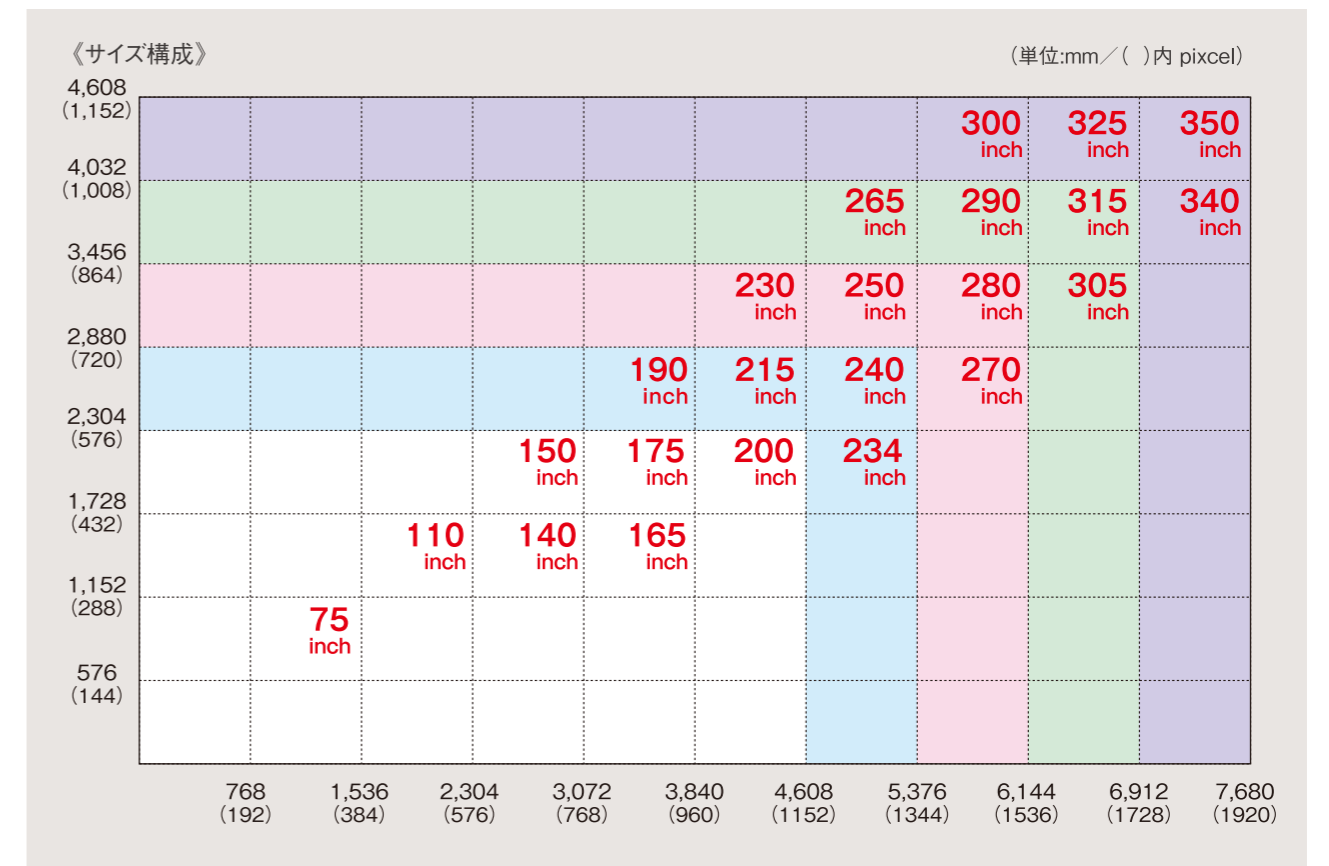 《サイズ構成》
(単位:mm/( )内 pixcel)
4,608
(1,152)
300 325 350
inch inch inch
4,032
(1,008)
265 290 315 340
inch inch inch inch
3,456
(864)
230 250 280 305
inch inch inch inch
2,880
(720)
190 215 240 270
inch inch inch inch
2,304
(576)
150 175 200 234
inch inch inch inch
1,728
(432)
110 140 165
inch inch inch
1,152
(288)
75
inch
576
(144)
768 1,536 2,304 3,072 3,840 4,608 5,376 6,144 6,912 7,680
(192) (384) (576) (768) (960) (1152) (1344) (1536) (1728) (1920)